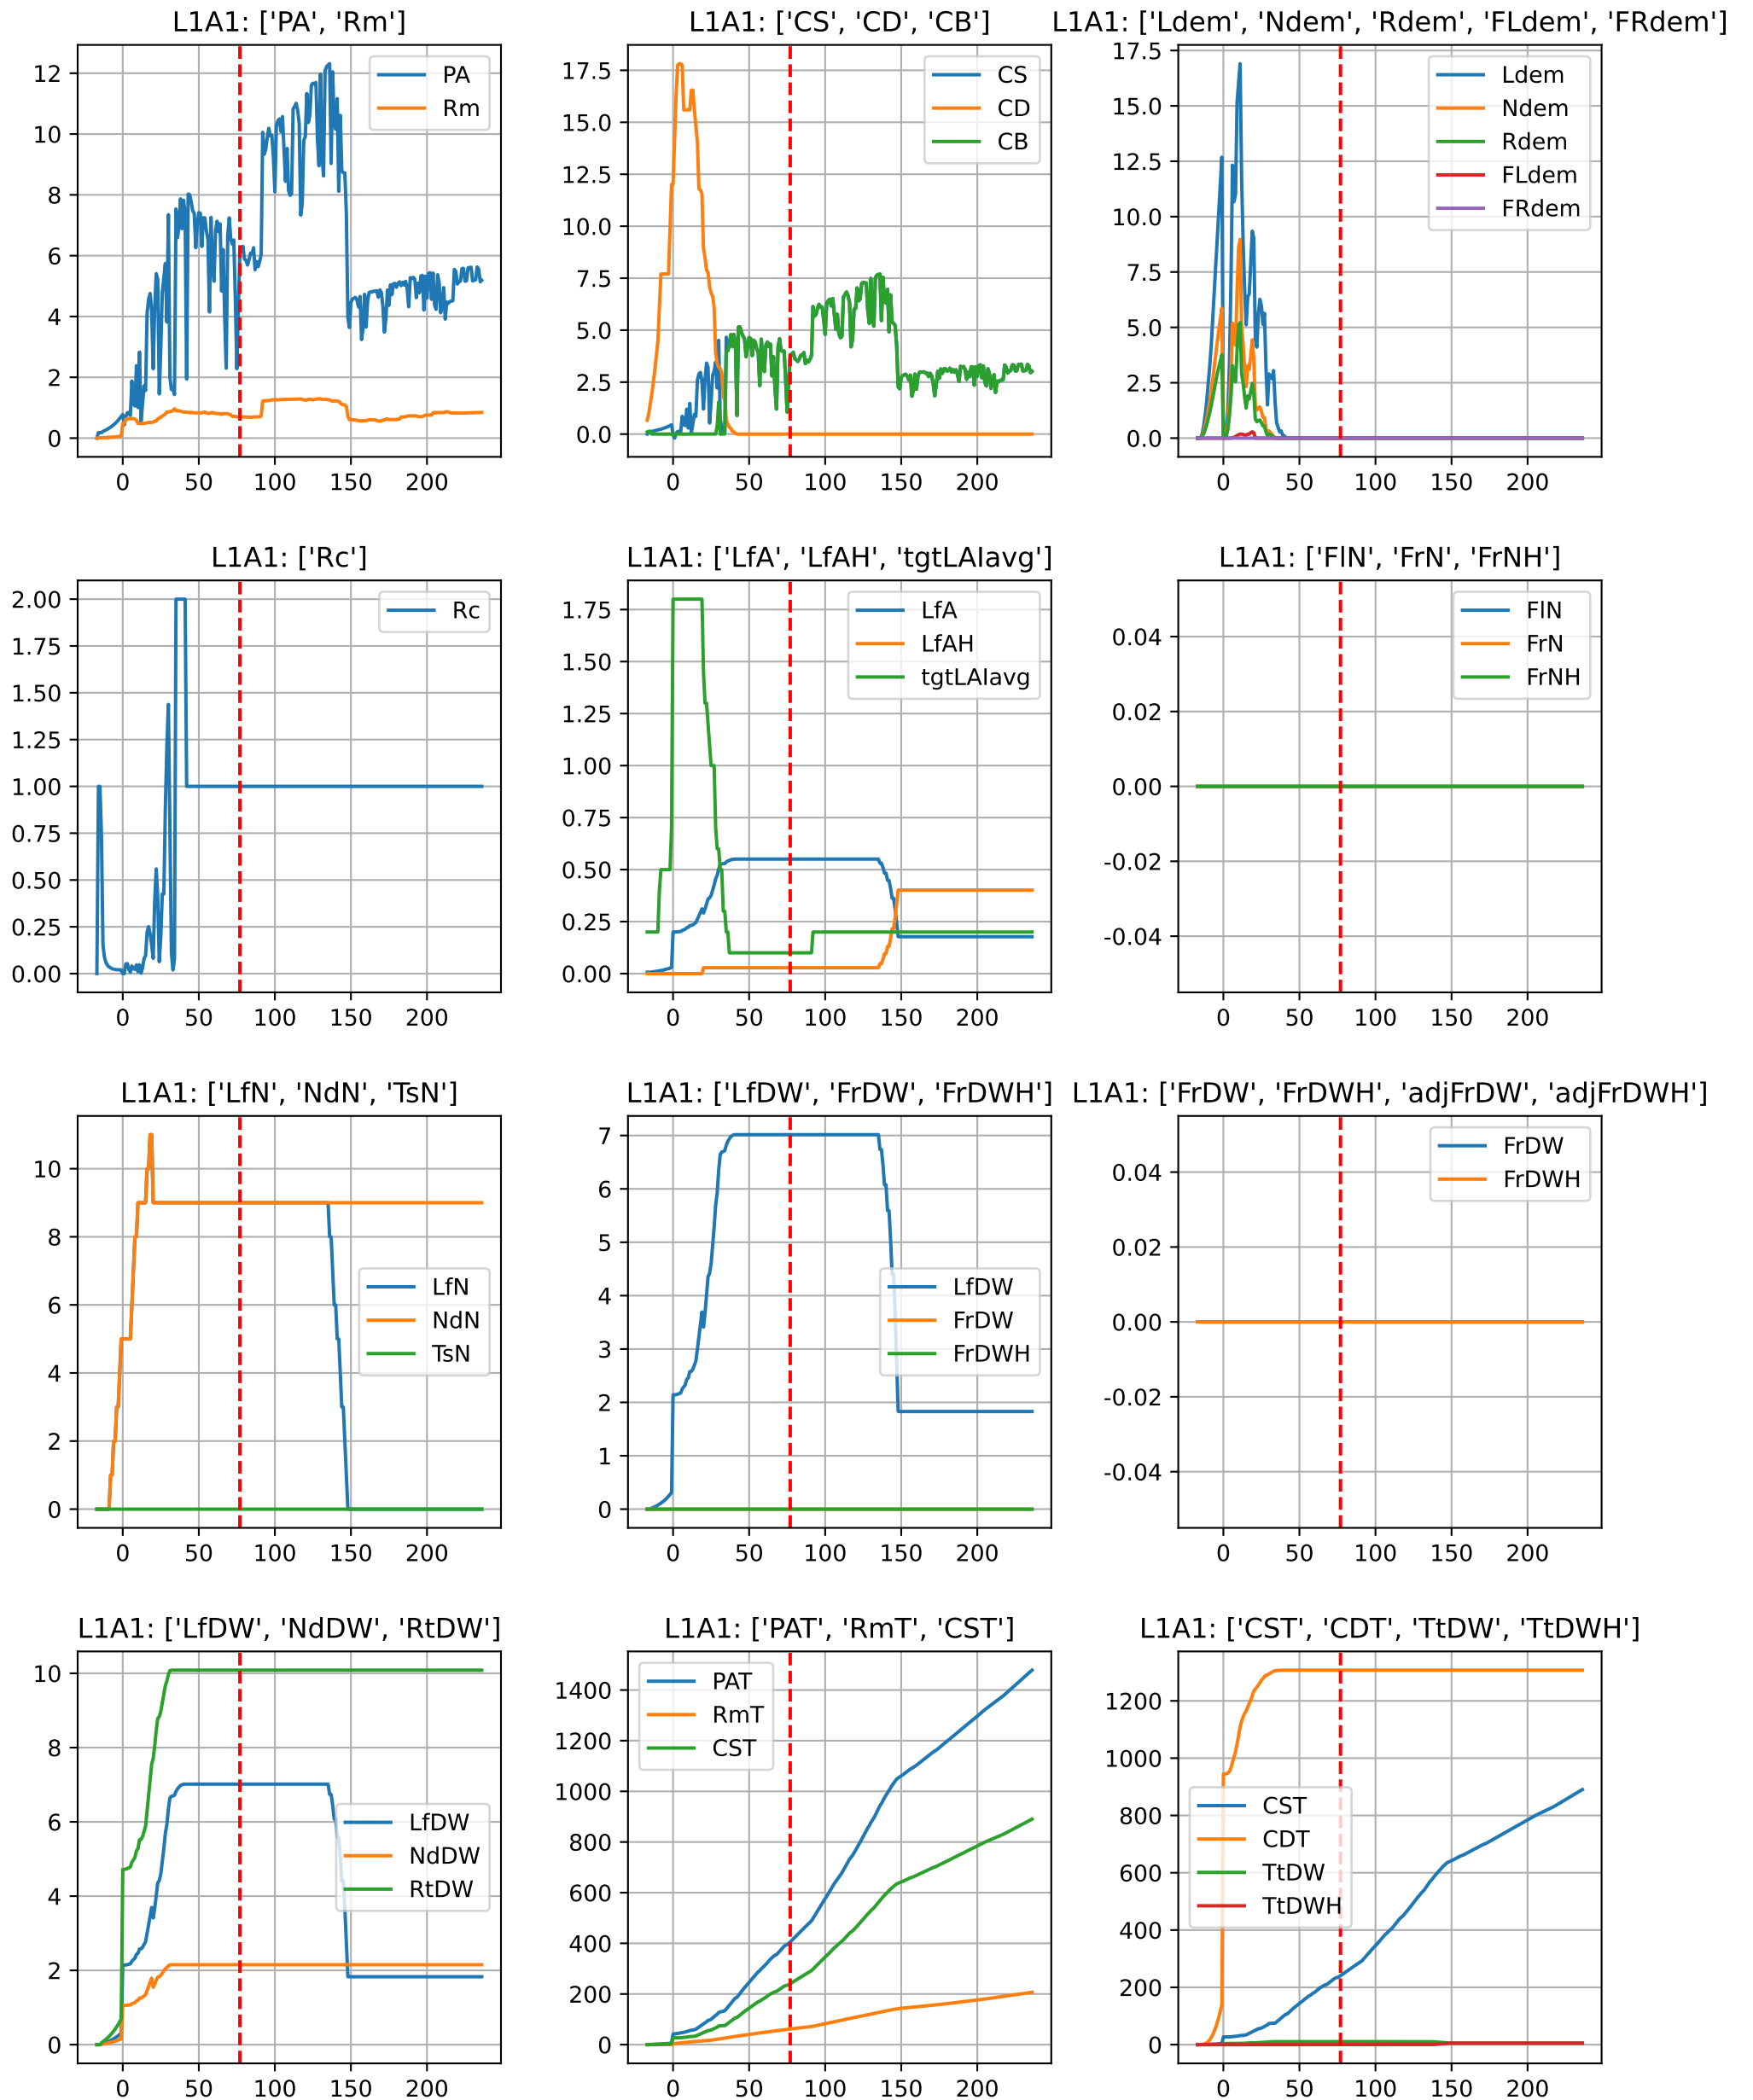 L1A1: ['PA', 'Rm']
PA
Rm
12
10
8
6
4
2
0
0 50 100 150 200
L1A1: ['CS', 'CD', 'CB']
CS
CD
CB
17.5
15.0
12.5
10.0
7.5
5.0
2.5
0.0
0 50 100 150 200
L1A1: ['Ldem', 'Ndem', 'Rdem', 'FLdem', 'FRdem']
Ldem
Ndem
Rdem
FLdem
FRdem
17.5
15.0
12.5
10.0
7.5
5.0
2.5
0.0
0 50 100 150 200
L1A1: ['Rc']
Rc
2.00
1.75
1.50
1.25
1.00
0.75
0.50
0.25
0.00
0 50 100 150 200
L1A1: ['LfA', 'LfAH', 'tgtLAIavg']
LfA
LfAH
tgtLAIavg
1.75
1.50
1.25
1.00
0.75
0.50
0.25
0.00
0 50 100 150 200
L1A1: ['FlN', 'FrN', 'FrNH']
FlN
FrN
FrNH
0.04
0.02
0.00
-0.02
-0.04
0 50 100 150 200
L1A1: ['LfN', 'NdN', 'TsN']
LfN
NdN
TsN
10
8
6
4
2
0
0 50 100 150 200
L1A1: ['LfDW', 'FrDW', 'FrDWH']
LfDW
FrDW
FrDWH
7
6
5
4
3
2
1
0
0 50 100 150 200
L1A1: ['FrDW', 'FrDWH', 'adjFrDW', 'adjFrDWH']
FrDW
FrDWH
0.04
0.02
0.00
-0.02
-0.04
0 50 100 150 200
L1A1: ['LfDW', 'NdDW', 'RtDW']
LfDW
NdDW
RtDW
10
8
6
4
2
0
0 50 100 150 200
L1A1: ['PAT', 'RmT', 'CST']
PAT
RmT
CST
1400
1200
1000
800
600
400
200
0
0 50 100 150 200
L1A1: ['CST', 'CDT', 'TtDW', 'TtDWH']
CST
CDT
TtDW
TtDWH
1200
1000
800
600
400
200
0
0 50 100 150 200